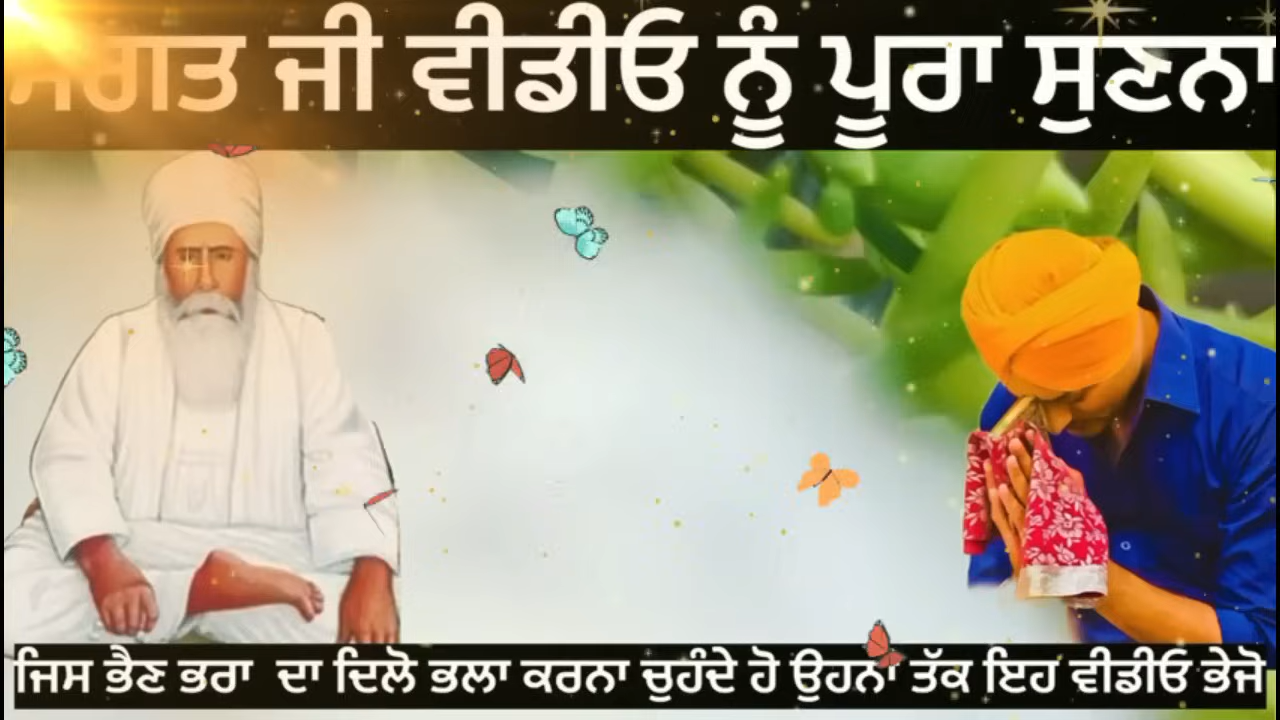 ਸੰਗਤ ਜੀ ਵੀਡੀਓ ਨੂੰ ਪੂਰਾ ਸੁਣਨਾ
ਜਿਸ ਭੈਣ ਭਰਾ ਦਾ ਦਿਲੋ ਭਲਾ ਕਰਨਾ ਚੁਹੰਦੇ ਹੋ ਉਹਨਾ ਤੱਕ ਇਹ ਵੀਡੀਓ ਭੇਜੋ